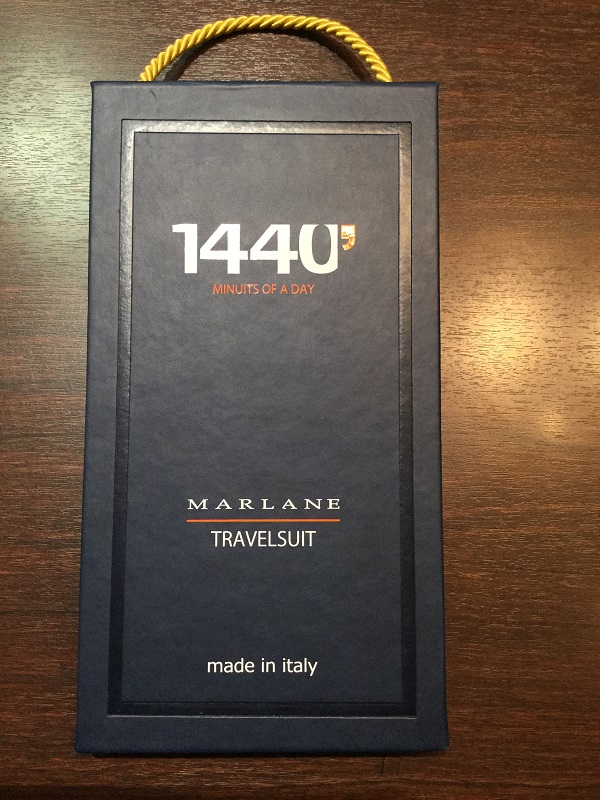 1440'
MINUITS OF A DAY
MARLANE
TRAVELSUIT
made in italy